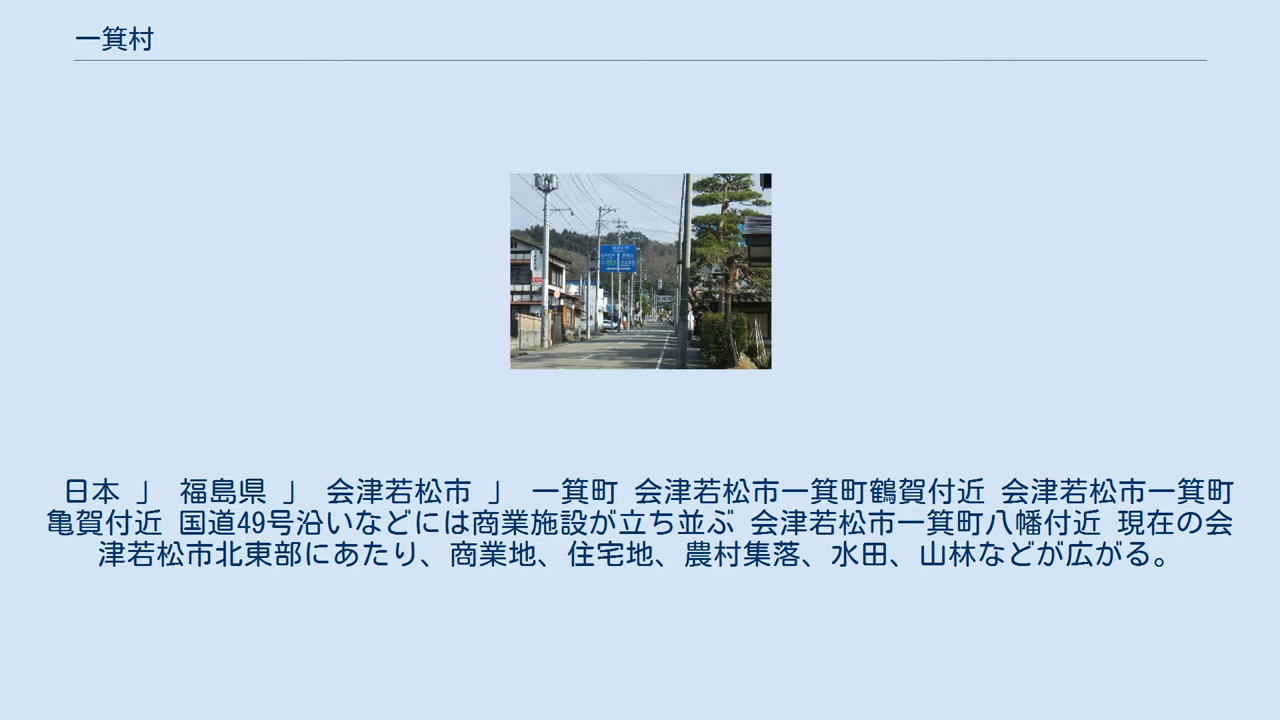 一箕村
日本 」 福島県 」 会津若松市 」 一箕町 会津若松市一箕町鶴賀付近 会津若松市一箕町
亀賀付近 国道49号沿いなどには商業施設が立ち並ぶ 会津若松市一箕町八幡付近 現在の会
津若松市北東部にあたり、商業地、住宅地、農村集落、水田、山林などが広がる。